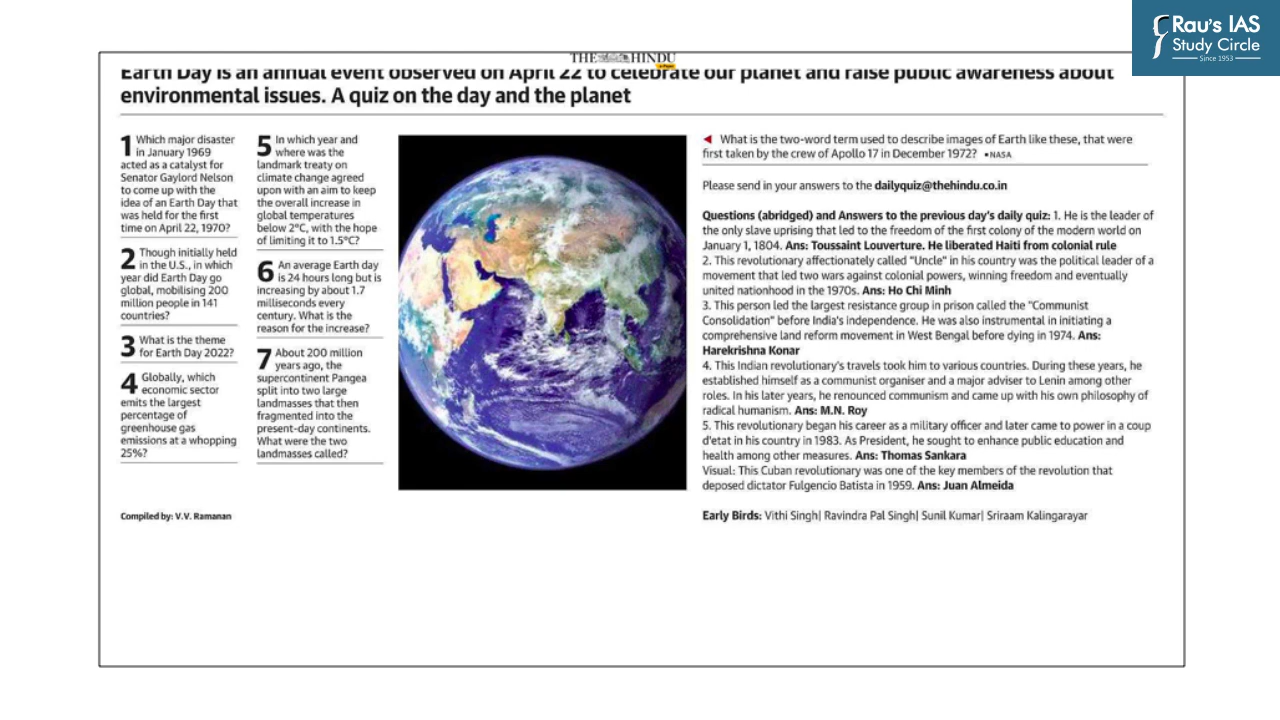 Rau's IAS
Study Circle
Since 1953
THE HINDU
Earth Day is an annual event observed on April 22 to celebrate our planet and raise public awareness about
environmental issues. A quiz on the day and the planet
1 Which major disaster
in January 1969
acted as a catalyst for
Senator Gaylord Nelson
to come up with the
idea of an Earth Day that
was held for the first
time on April 22, 1970?
2 Though initially held
in the U.S., in which
year did Earth Day go
global, mobilising 200
million people in 141
countries?
3 What is the theme
for Earth Day 2022?
4 Globally, which
economic sector
emits the largest
percentage of
greenhouse gas
emissions at a whopping
25%?
5 In which year and
where was the
landmark treaty on
climate change agreed
upon with an aim to keep
the overall increase in
global temperatures
below 2°C, with the hope
of limiting it to 1.5°C?
6 An average Earth day
is 24 hours long but is
increasing by about 1.7
milliseconds every
century. What is the
reason for the increase?
7 About 200 million
years ago, the
supercontinent Pangea
split into two large
landmasses that then
fragmented into the
present-day continents.
What were the two
landmasses called?
Compiled by: V.V. Ramanan
What is the two-word term used to describe images of Earth like these, that were
first taken by the crew of Apollo 17 in December 1972? ▪ NASA
Please send in your answers to the dailyquiz@thehindu.co.in
Questions (abridged) and Answers to the previous day's daily quiz: 1. He is the leader of
the only slave uprising that led to the freedom of the first colony of the modern world on
January 1, 1804. Ans: Toussaint Louverture. He liberated Haiti from colonial rule
2. This revolutionary affectionately called "Uncle" in his country was the political leader of a
movement that led two wars against colonial powers, winning freedom and eventually
united nationhood in the 1970s. Ans: Ho Chi Minh
3. This person led the largest resistance group in prison called the "Communist
Consolidation" before India's independence. He was also instrumental in initiating a
comprehensive land reform movement in West Bengal before dying in 1974. Ans:
Harekrishna Konar
4. This Indian revolutionary's travels took him to various countries. During these years, he
established himself as a communist organiser and a major adviser to Lenin among other
roles. In his later years, he renounced communism and came up with his own philosophy of
radical humanism. Ans: M.N. Roy
5. This revolutionary began his career as a military officer and later came to power in a coup
d'etat in his country in 1983. As President, he sought to enhance public education and
health among other measures. Ans: Thomas Sankara
Visual: This Cuban revolutionary was one of the key members of the revolution that
deposed dictator Fulgencio Batista in 1959. Ans: Juan Almeida
Early Birds: Vithi Singh| Ravindra Pal Singh| Sunil Kumar| Sriraam Kalingarayar